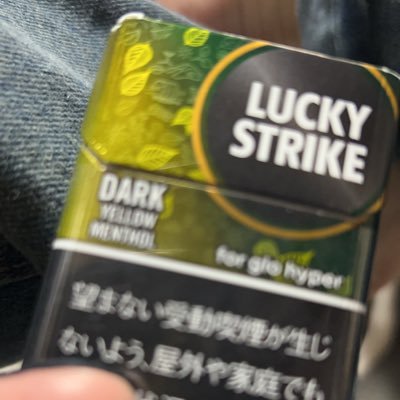 LUCKY
STRIKE
DARK
YELLOW
MENTHOL
for glo hyper
望まない受動喫煙が生じ
ないよう、屋外や家庭でも